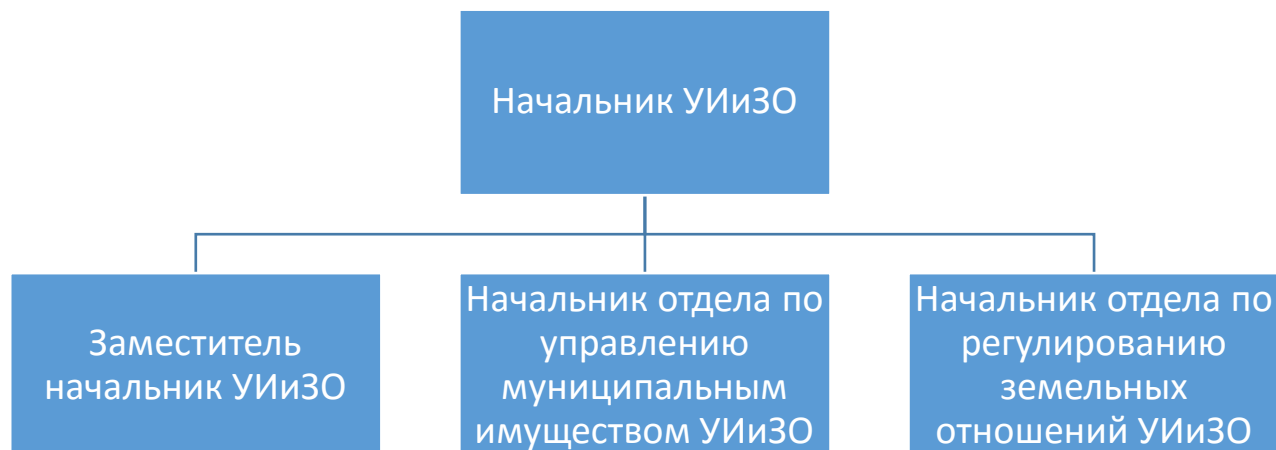 Начальник УИиЗО
Заместитель
начальник УИиЗО
Начальник отдела по
управлению
муниципальным
имуществом УИиЗО
Начальник отдела по
регулированию
земельных
отношений УИиЗО